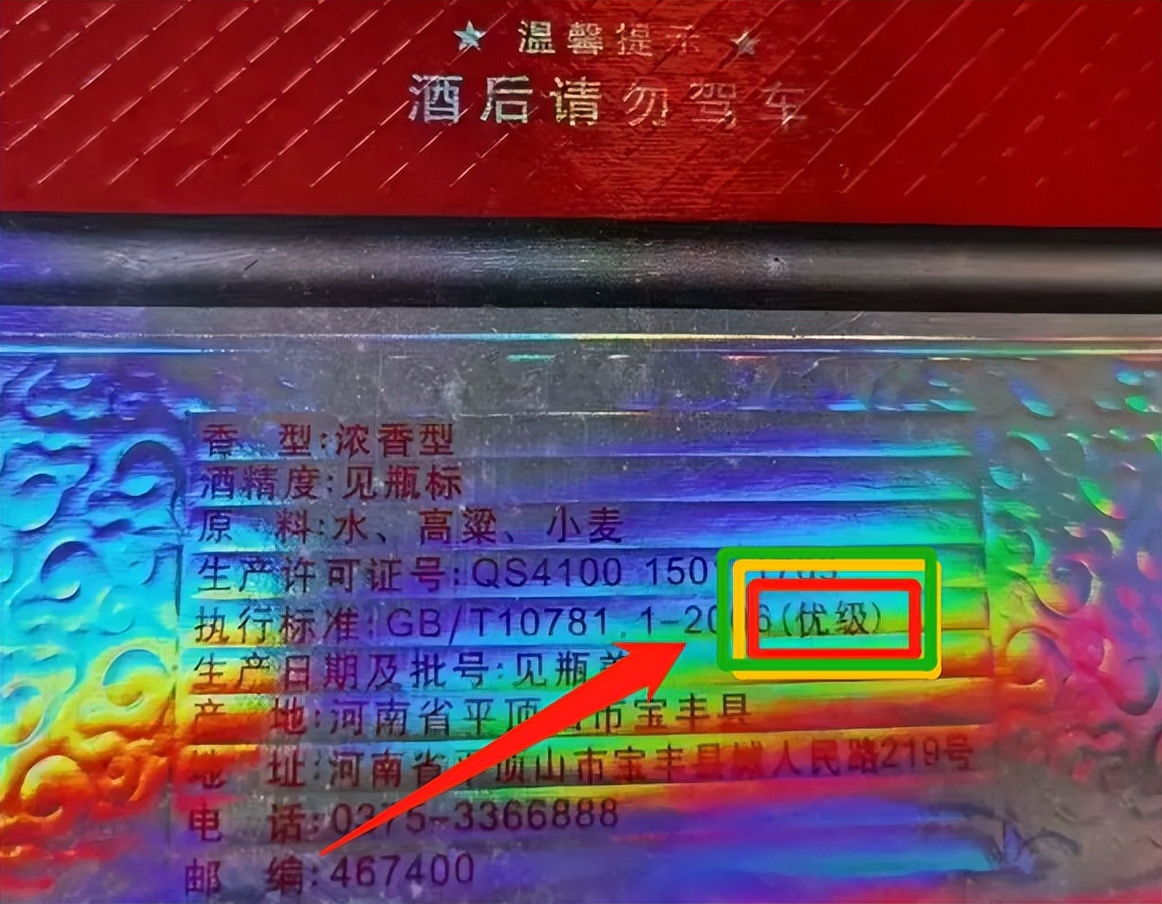 ★ 温馨提示 ★
酒后请勿驾车
香 型:浓香型
酒精度:见瓶标
原 料:水、高粱、小麦
生产许可证号:QS4100 150
执行标准:GB/T10781.1-20 6(优级)
生产日期及批号:见瓶
产 地:河南省平顶 市宝丰县
地 址:河南省 顶山市宝丰县城人民路219号
电 话:0375-3366888
邮 编:467400